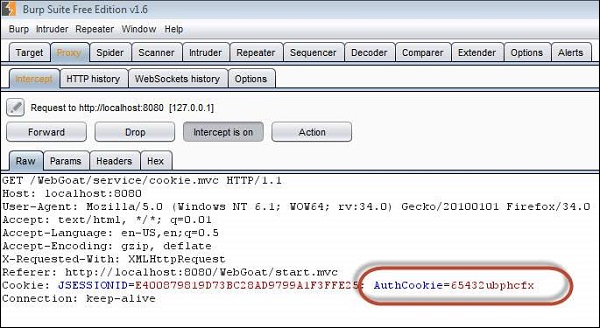 Burp Suite Free Edition v1.6
Burp Intruder Repeater Window Help
Target Proxy Spider Scanner Intruder Repeater Sequencer Decoder Comparer Extender Options Alerts
Intercept HTTP history WebSockets history Options
Request to http://localhost:8080 [127.0.0.1]
Forward Drop Intercept is on Action
Raw Params Headers Hex
GET /WebGoat/service/cookie.mvc HTTP/1.1
Host: localhost:8080
User-Agent: Mozilla/5.0 (Windows NT 6.1; WOW64; rv:34.0) Gecko/20100101 Firefox/34.0
Accept: text/html, */*; q=0.01
Accept-Language: en-US,en;q=0.5
Accept-Encoding: gzip, deflate
X-Requested-With: XMLHttpRequest
Referer: http://localhost:8080/WebGoat/start.mvc
Cookie: JSESSIONID=E400879819D73BC28AD9799A1F3FFE25; AuthCookie=65432ubphcfx
Connection: keep-alive